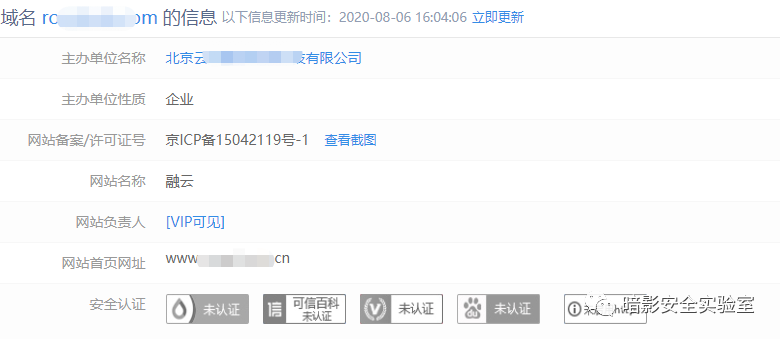 域名 ro om 的信息 以下信息更新时间：2020-08-06 16:04:06 立即更新
主办单位名称 北京云 技有限公司
主办单位性质 企业
网站备案/许可证号 京ICP备15042119号-1 查看截图
网站名称 融云
网站负责人 [VIP可见]
网站首页网址 www cn
安全认证 未认证 信 可信百科 未认证 V 未认证 du 未认证 暗影安全实验室